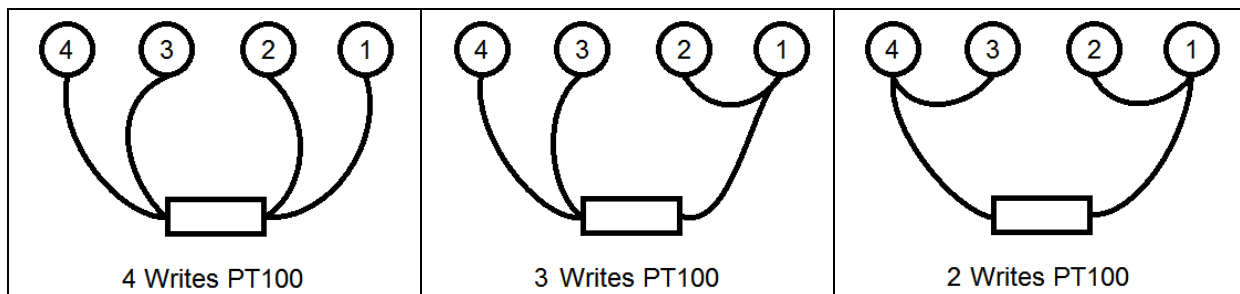 4 3 2 1
4 Writes PT100
4 3 2 1
3 Writes PT100
4 3 2 1
2 Writes PT100